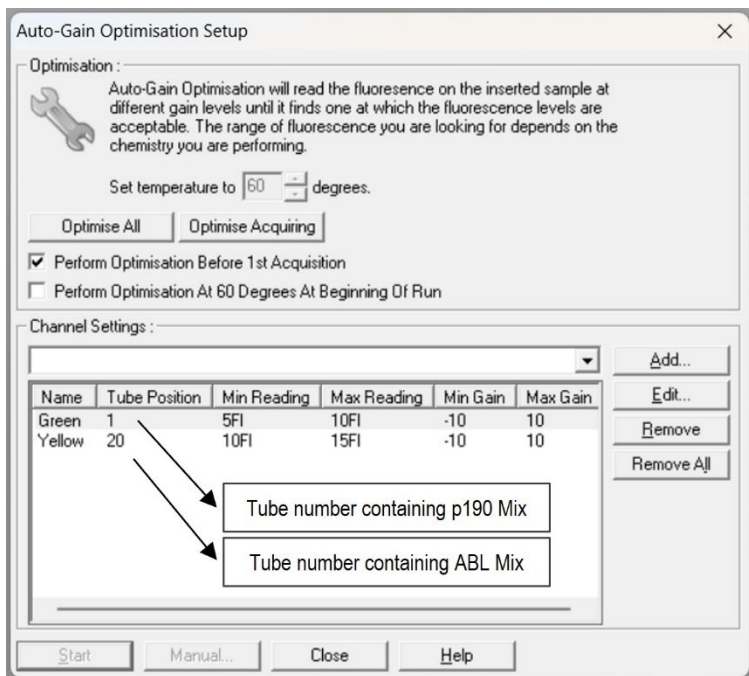 Auto-Gain Optimisation Setup
Optimisation :
Auto-Gain Optimisation will read the fluoresence on the inserted sample at
different gain levels until it finds one at which the fluorescence levels are
acceptable. The range of fluorescence you are looking for depends on the
chemistry you are performing.
Set temperature to 60 degrees.
Optimise All Optimise Acquiring
Perform Optimisation Before 1st Acquisition
Perform Optimisation At 60 Degrees At Beginning Of Run
Channel Settings :
Add...
Name Tube Position Min Reading Max Reading Min Gain Max Gain Edit...
Green 1 5Fl 10Fl -10 10
Remove
Yellow 20 10Fl 15Fl -10 10
Remove All
Tube number containing p190 Mix
Tube number containing ABL Mix
Start Manual... Close Help